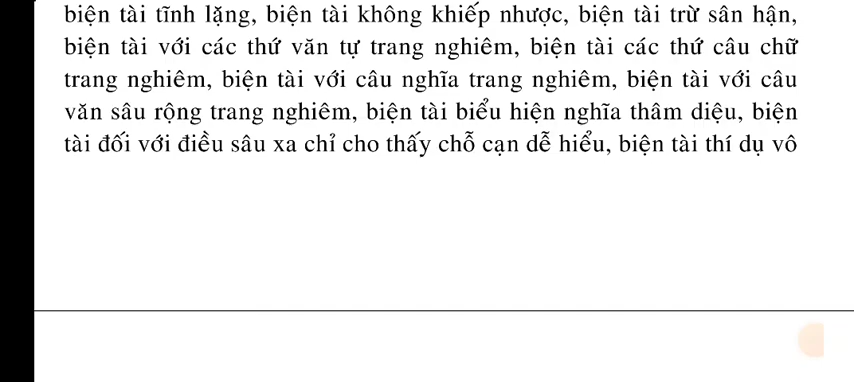 biện tài tĩnh lặng, biện tài không khiếp nhược, biện tài trừ sân hận,
biện tài với các thứ văn tự trang nghiêm, biện tài các thứ câu chữ
trang nghiêm, biện tài với câu nghĩa trang nghiêm, biện tài với câu
văn sâu rộng trang nghiêm, biện tài biểu hiện nghĩa thâm diệu, biện
tài đối với điều sâu xa chỉ cho thấy chỗ cạn dễ hiểu, biện tài thí dụ vô